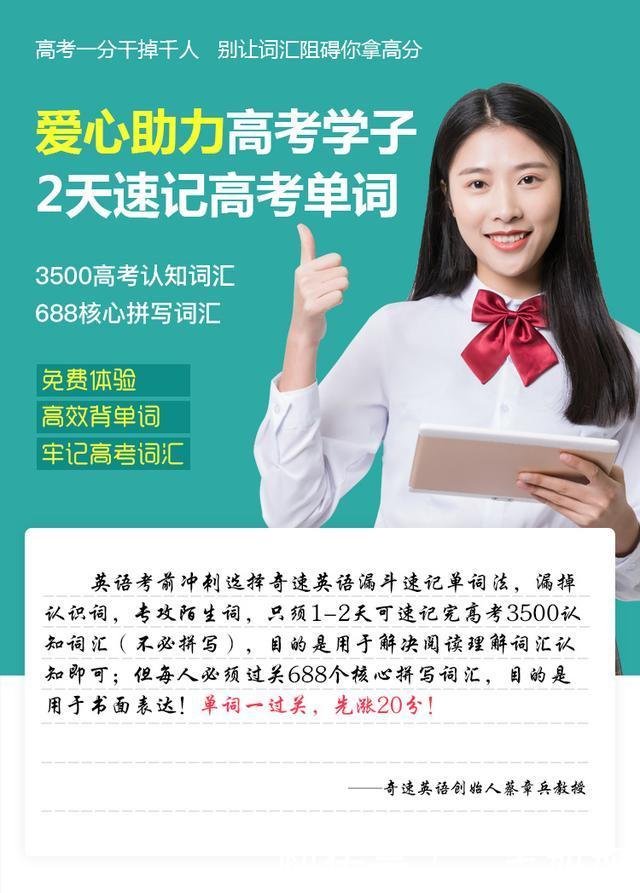 高考一分干掉千人 别让词汇阻碍你拿高分
爱心助力高考学子
2天速记高考单词
3500高考认知词汇
688核心拼写词汇
免费体验
高效背单词
牢记高考词汇
英语考前冲刺选择奇速英语漏斗速记单词法，漏掉
认识词，专攻陌生词，只须1-2天可速记完高考3500认
知词汇（不必拼写），目的是用于解决阅读理解词汇认
知即可；但每人必须过关688个核心拼写词汇，目的是
用于书面表达！单词一过关，先涨20分！
——奇速英语创始人蔡章兵教授